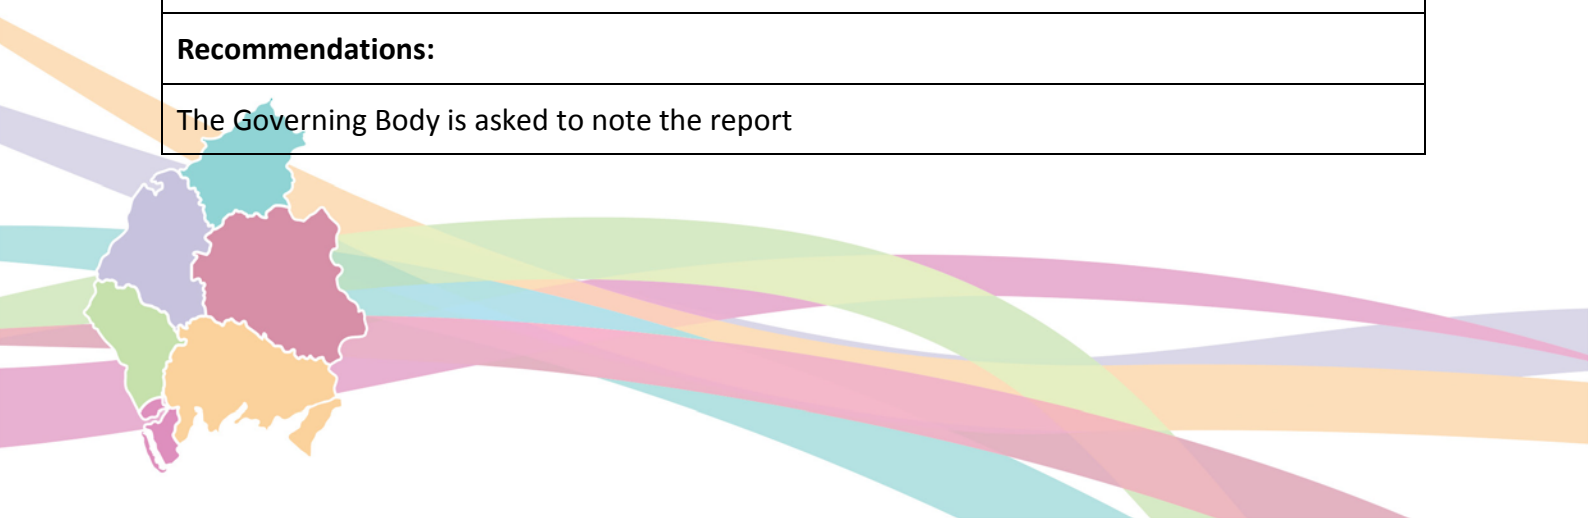 Recommendations:
The Governing Body is asked to note the report